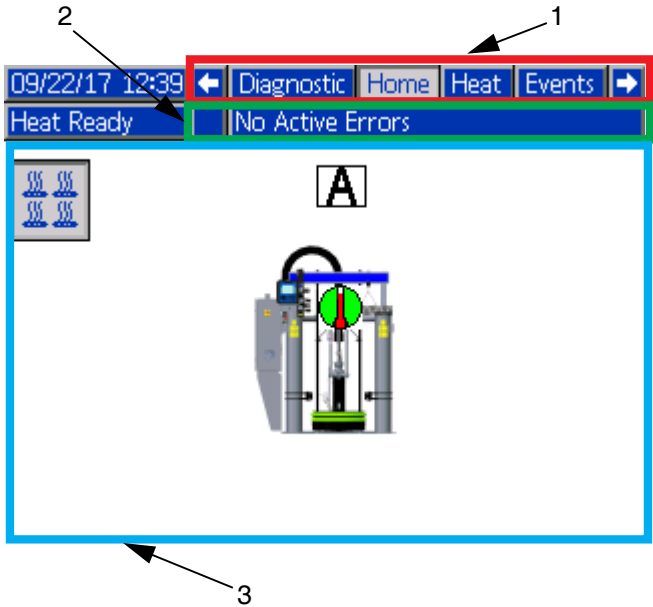 2 1
09/22/17 12:39 Diagnostic Home Heat Events
Heat Ready No Active Errors
A
3